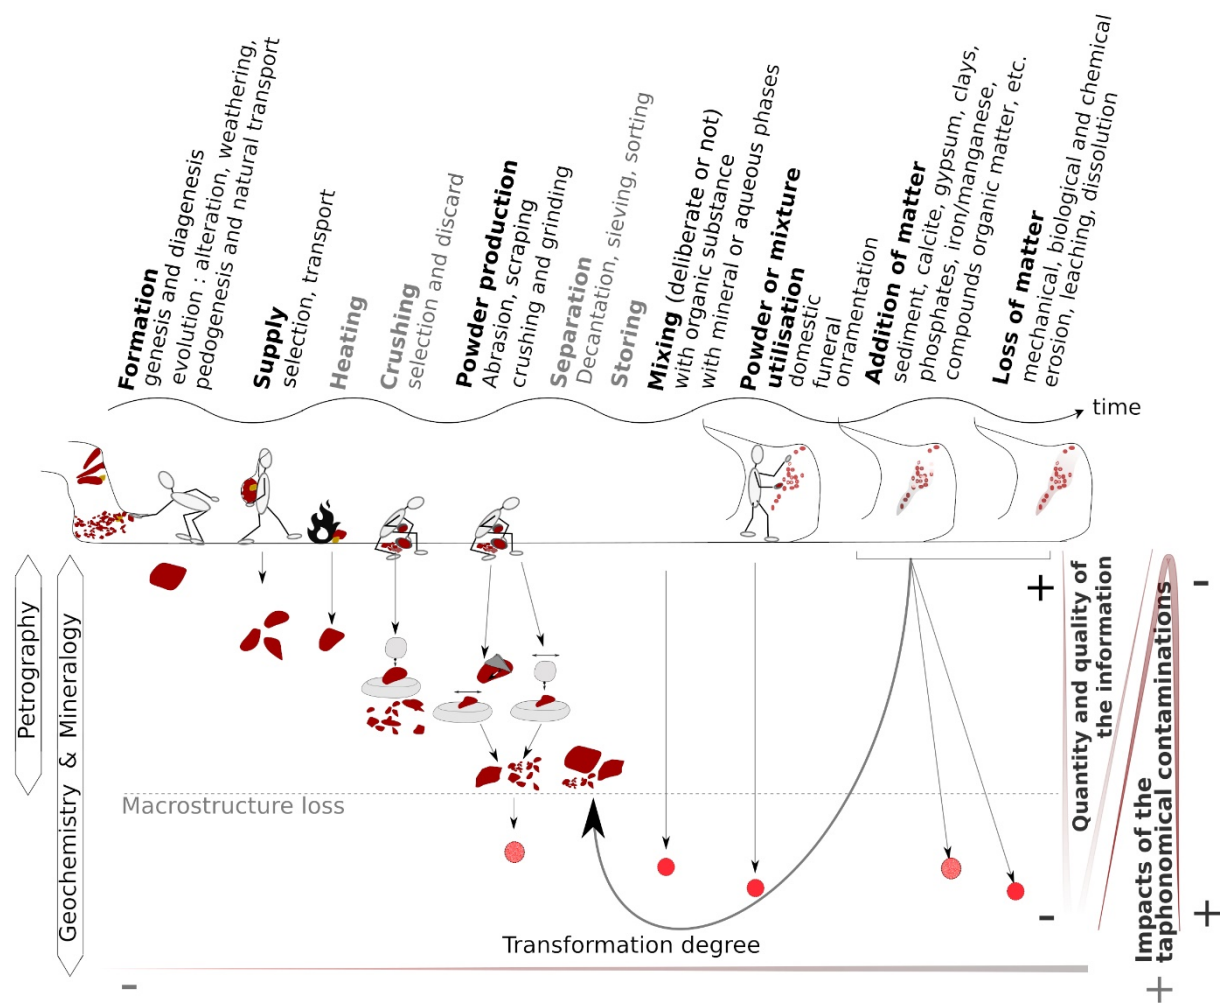 Formation
genesis and diagenesis
evolution : alteration, weathering,
pedogenesis and natural transport
Supply
selection, transport
Heating
Crushing
selection and discard
Powder production
Abrasion, scraping
crushing and grinding
Separation
Decantation, sieving, sorting
Storing
Mixing (deliberate or not)
with organic substance
with mineral or aqueous phases
Powder or mixture
utilisation
domestic
funeral
onramentation
Addition of matter
sediment, calcite, gypsum, clays,
phosphates, iron/manganese,
compounds organic matter, etc.
Loss of matter
mechanical, biological and chemical
erosion, leaching, dissolution
time
Petrography
Geochemistry & Mineralogy
Macrostructure loss
Transformation degree
-
+
+
-
Quantity and quality of
the information
Impacts of the
taphonomical contaminations
-
+